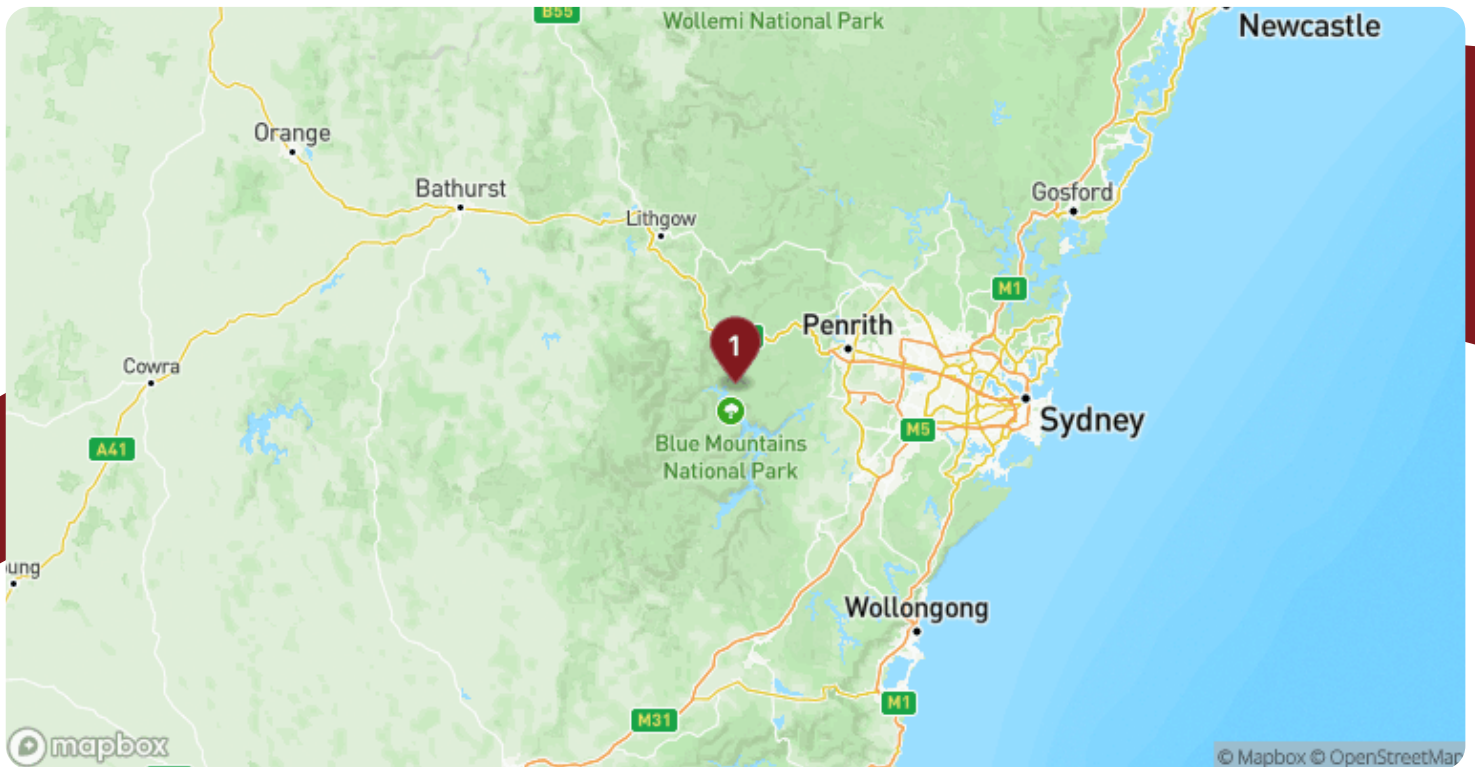 B55
Wollemi National Park
Newcastle
Orange
Bathurst
Lithgow
Gosford
M1
Penrith
1
Cowra
Sydney
M5
A41
Blue Mountains
National Park
ung
Wollongong
M1
M31
mapbox
© Mapbox © OpenStreetMap